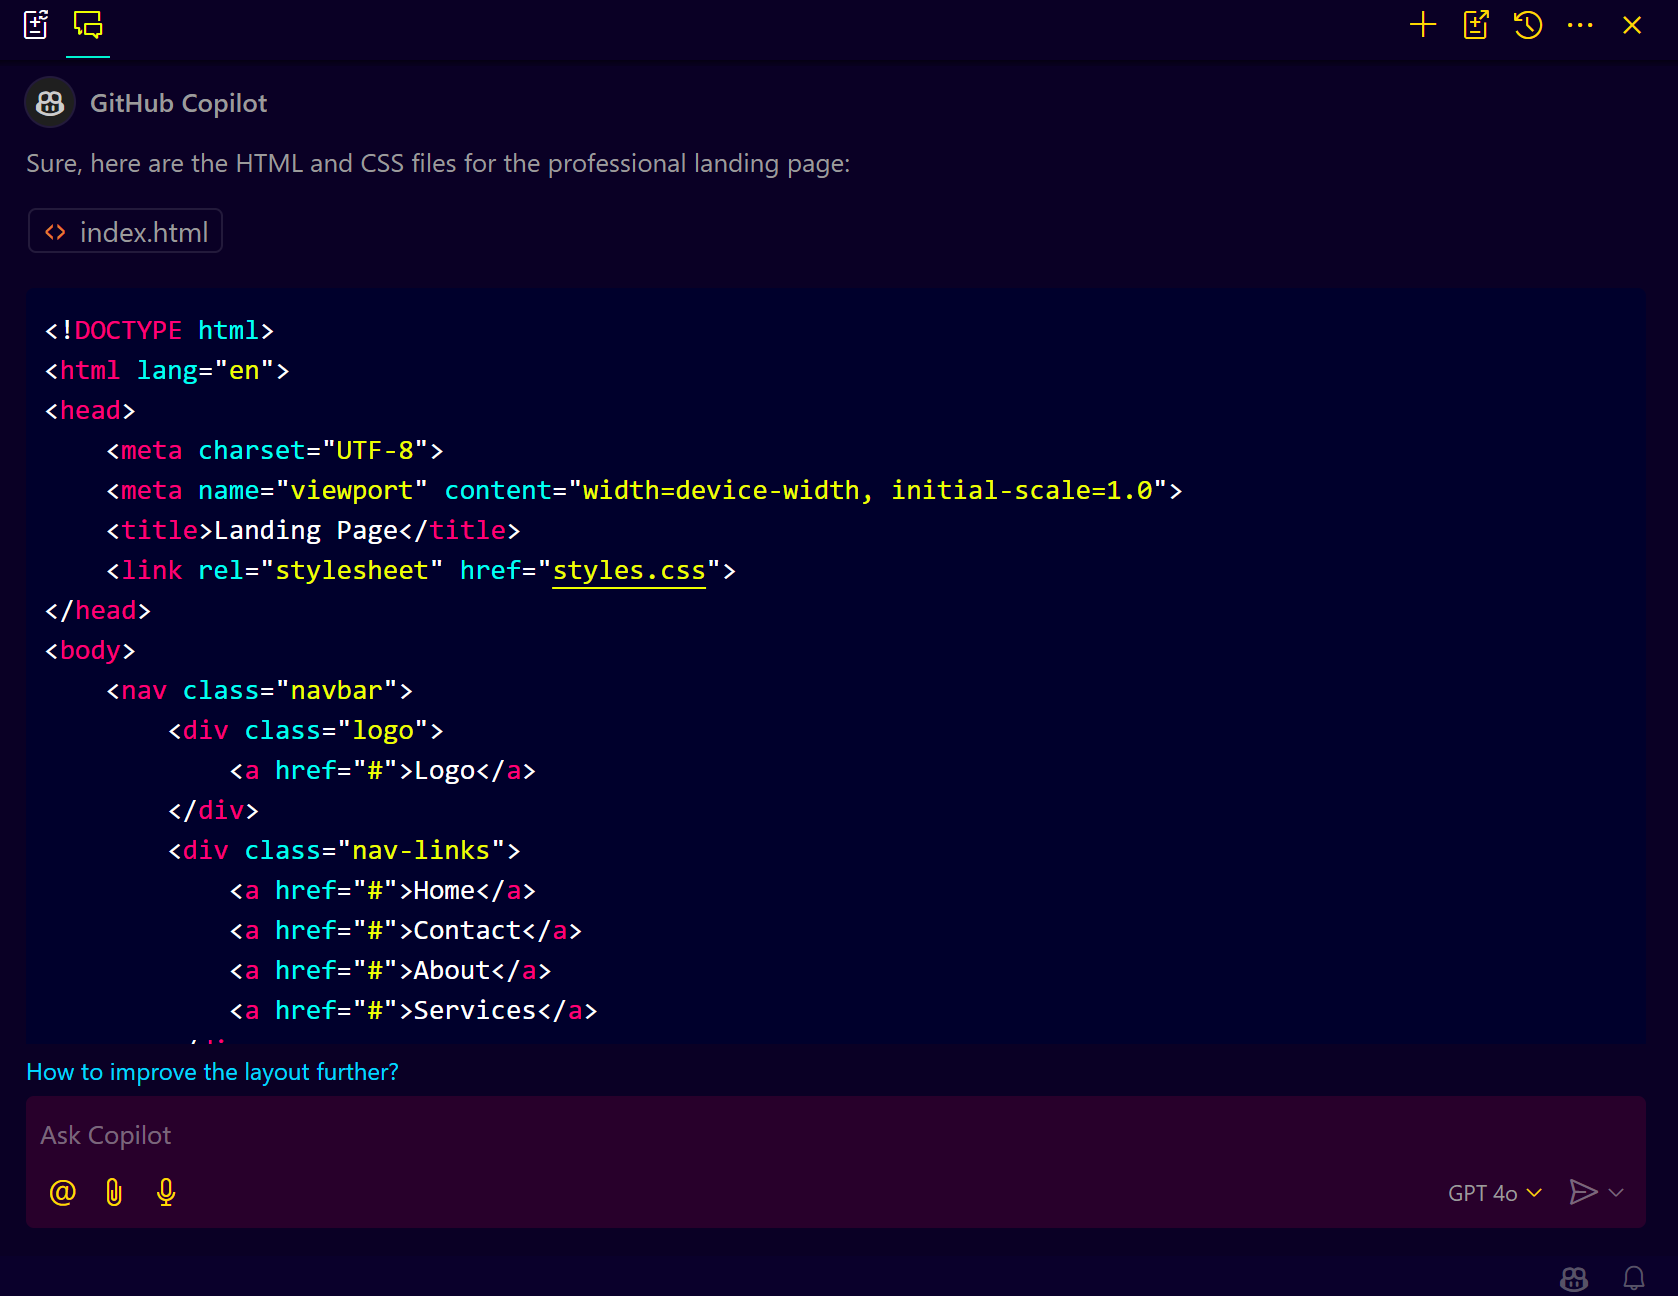 GitHub Copilot
Sure, here are the HTML and CSS files for the professional landing page:
<> index.html
<!DOCTYPE html>
<html lang="en">
<head>
    <meta charset="UTF-8">
    <meta name="viewport" content="width=device-width, initial-scale=1.0">
    <title>Landing Page</title>
    <link rel="stylesheet" href="styles.css">
</head>
<body>
    <nav class="navbar">
        <div class="logo">
            <a href="#">Logo</a>
        </div>
        <div class="nav-links">
            <a href="#">Home</a>
            <a href="#">Contact</a>
            <a href="#">About</a>
            <a href="#">Services</a>
How to improve the layout further?
Ask Copilot
@
GPT 4o